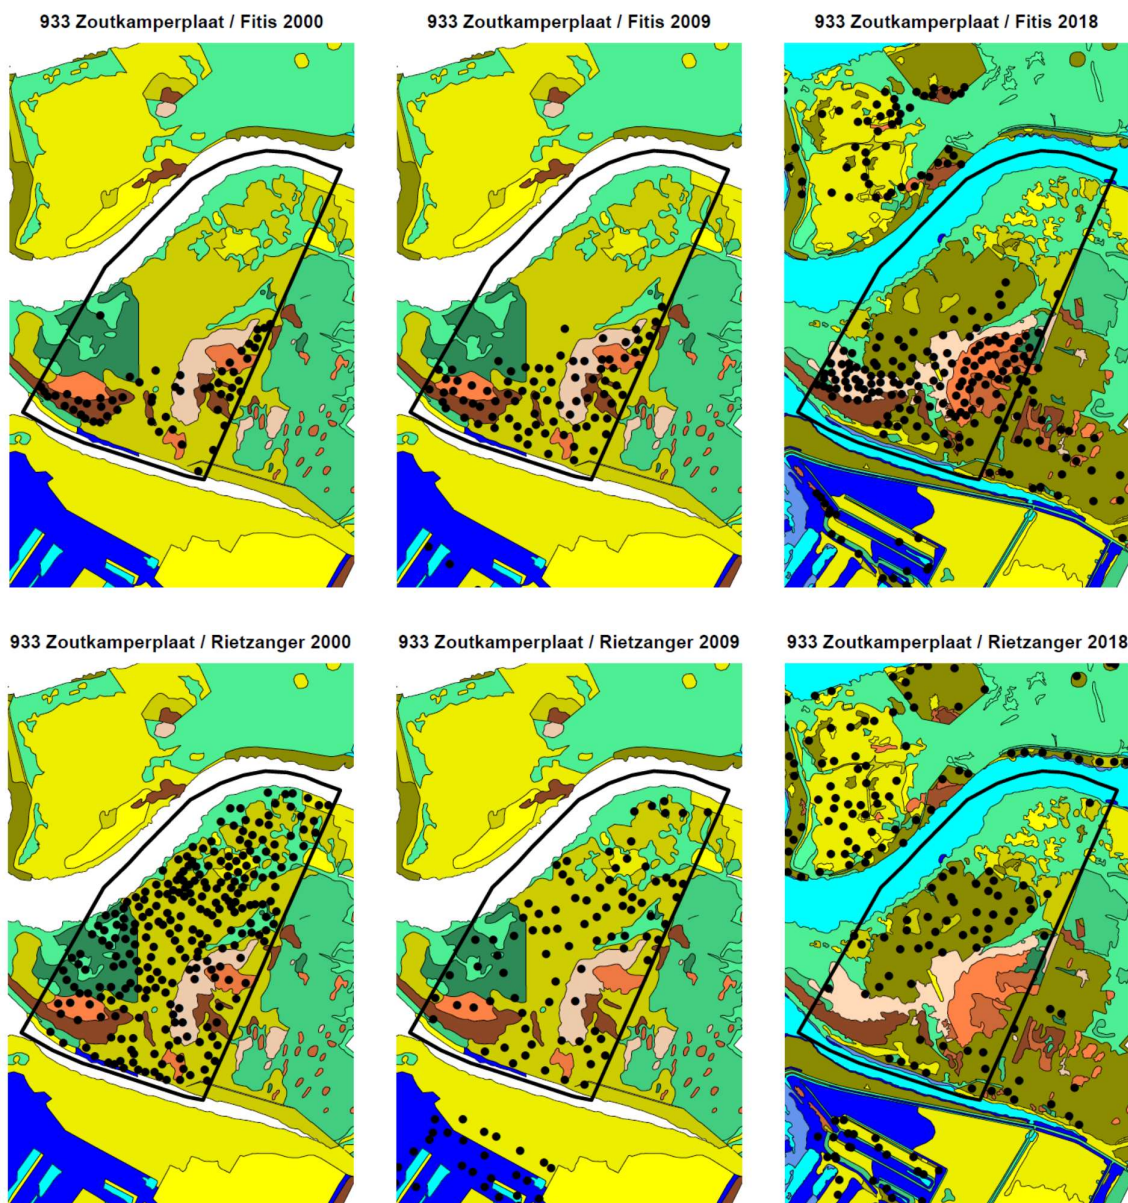 933 Zoutkamperplaat / Fitis 2000
933 Zoutkamperplaat / Fitis 2009
933 Zoutkamperplaat / Fitis 2018
933 Zoutkamperplaat / Rietzanger 2000
933 Zoutkamperplaat / Rietzanger 2009
933 Zoutkamperplaat / Rietzanger 2018